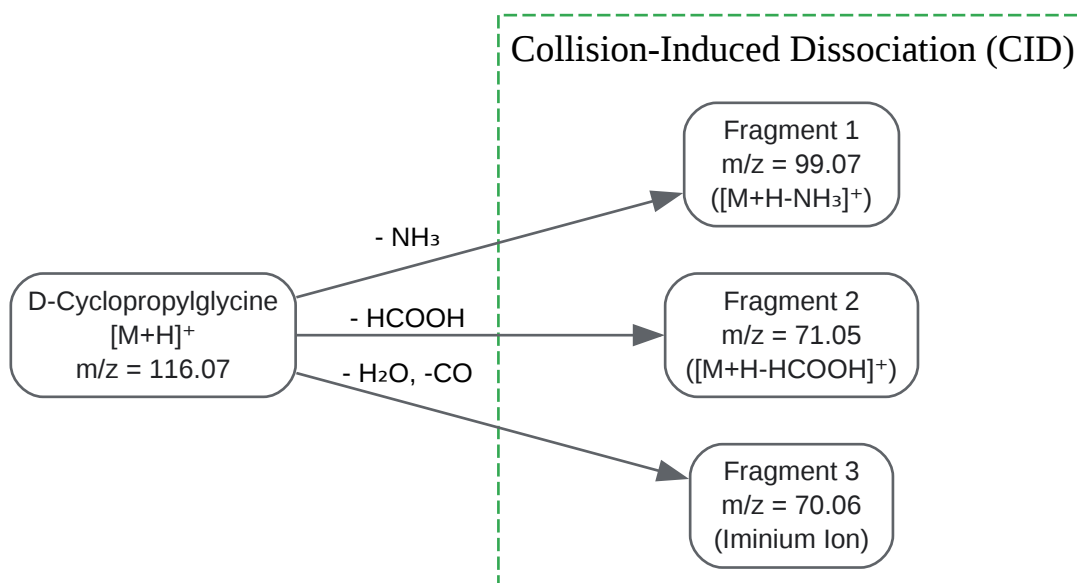 Collision-Induced Dissociation (CID)
Fragment 1
m/z = 99.07
([M+H-NH₃]⁺)
- NH₃
D-Cyclopropylglycine
[M+H]⁺
m/z = 116.07
- HCOOH
Fragment 2
m/z = 71.05
([M+H-HCOOH]⁺)
- H₂O, -CO
Fragment 3
m/z = 70.06
(Iminium Ion)